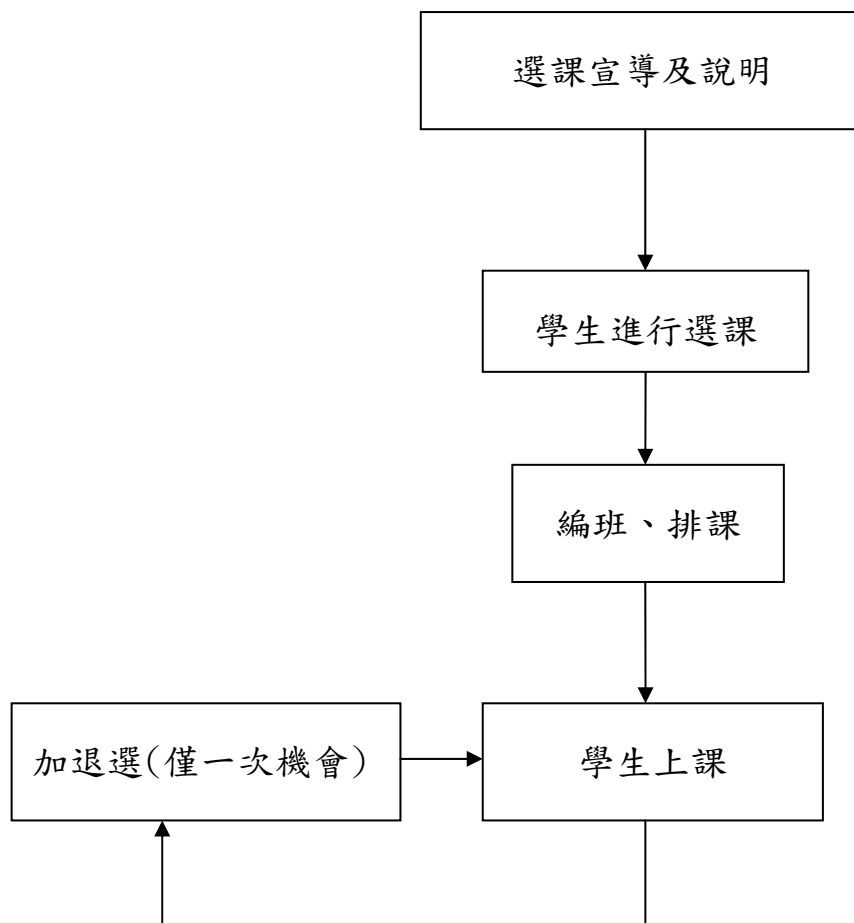 選課宣導及說明
學生進行選課
編班、排課
加退選(僅一次機會)
學生上課